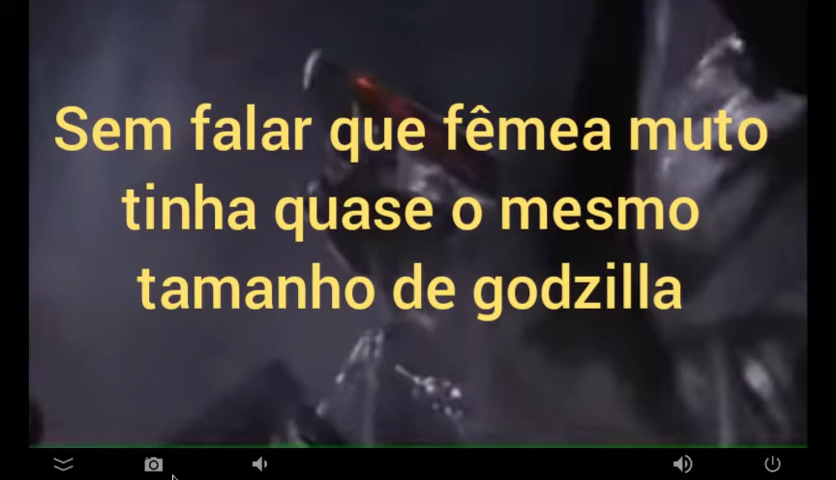 Sem falar que fêmea muto
tinha quase o mesmo
tamanho de godzilla